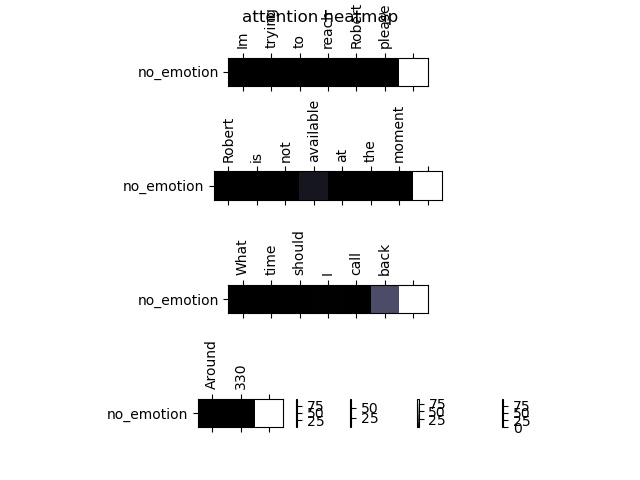 attention heatmap
Im trying to reach Robert please
no_emotion
Robert is not available at the moment
no_emotion
What time should I call back
no_emotion
Around 330
no_emotion
75 50 25
50 25
75 50 25
75 50 25 0